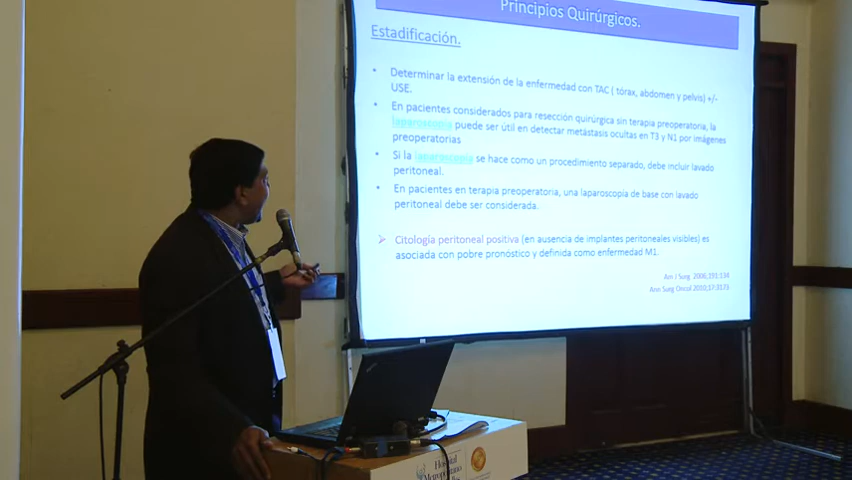 Principios Quirúrgicos.
Estadificación.
• Determinar la extensión de la enfermedad con TAC ( tórax, abdomen y pelvis) +/-
USE.
• En pacientes considerados para resección quirúrgica sin terapia preoperatoria, la
laparoscopia puede ser útil en detectar metástasis ocultas en T3 y N1 por imágenes
preoperatorias
• Si la laparoscopia se hace como un procedimiento separado, debe incluir lavado
peritoneal.
• En pacientes en terapia preoperatoria, una laparoscopia de base con lavado
peritoneal debe ser considerada.
➢ Citología peritoneal positiva (en ausencia de implantes peritoneales visibles) es
asociada con pobre pronóstico y definida como enfermedad M1.
Am J Surg. 2006;191:134
Ann Surg Oncol 2010;17:3173
Hospital
Metropolitano